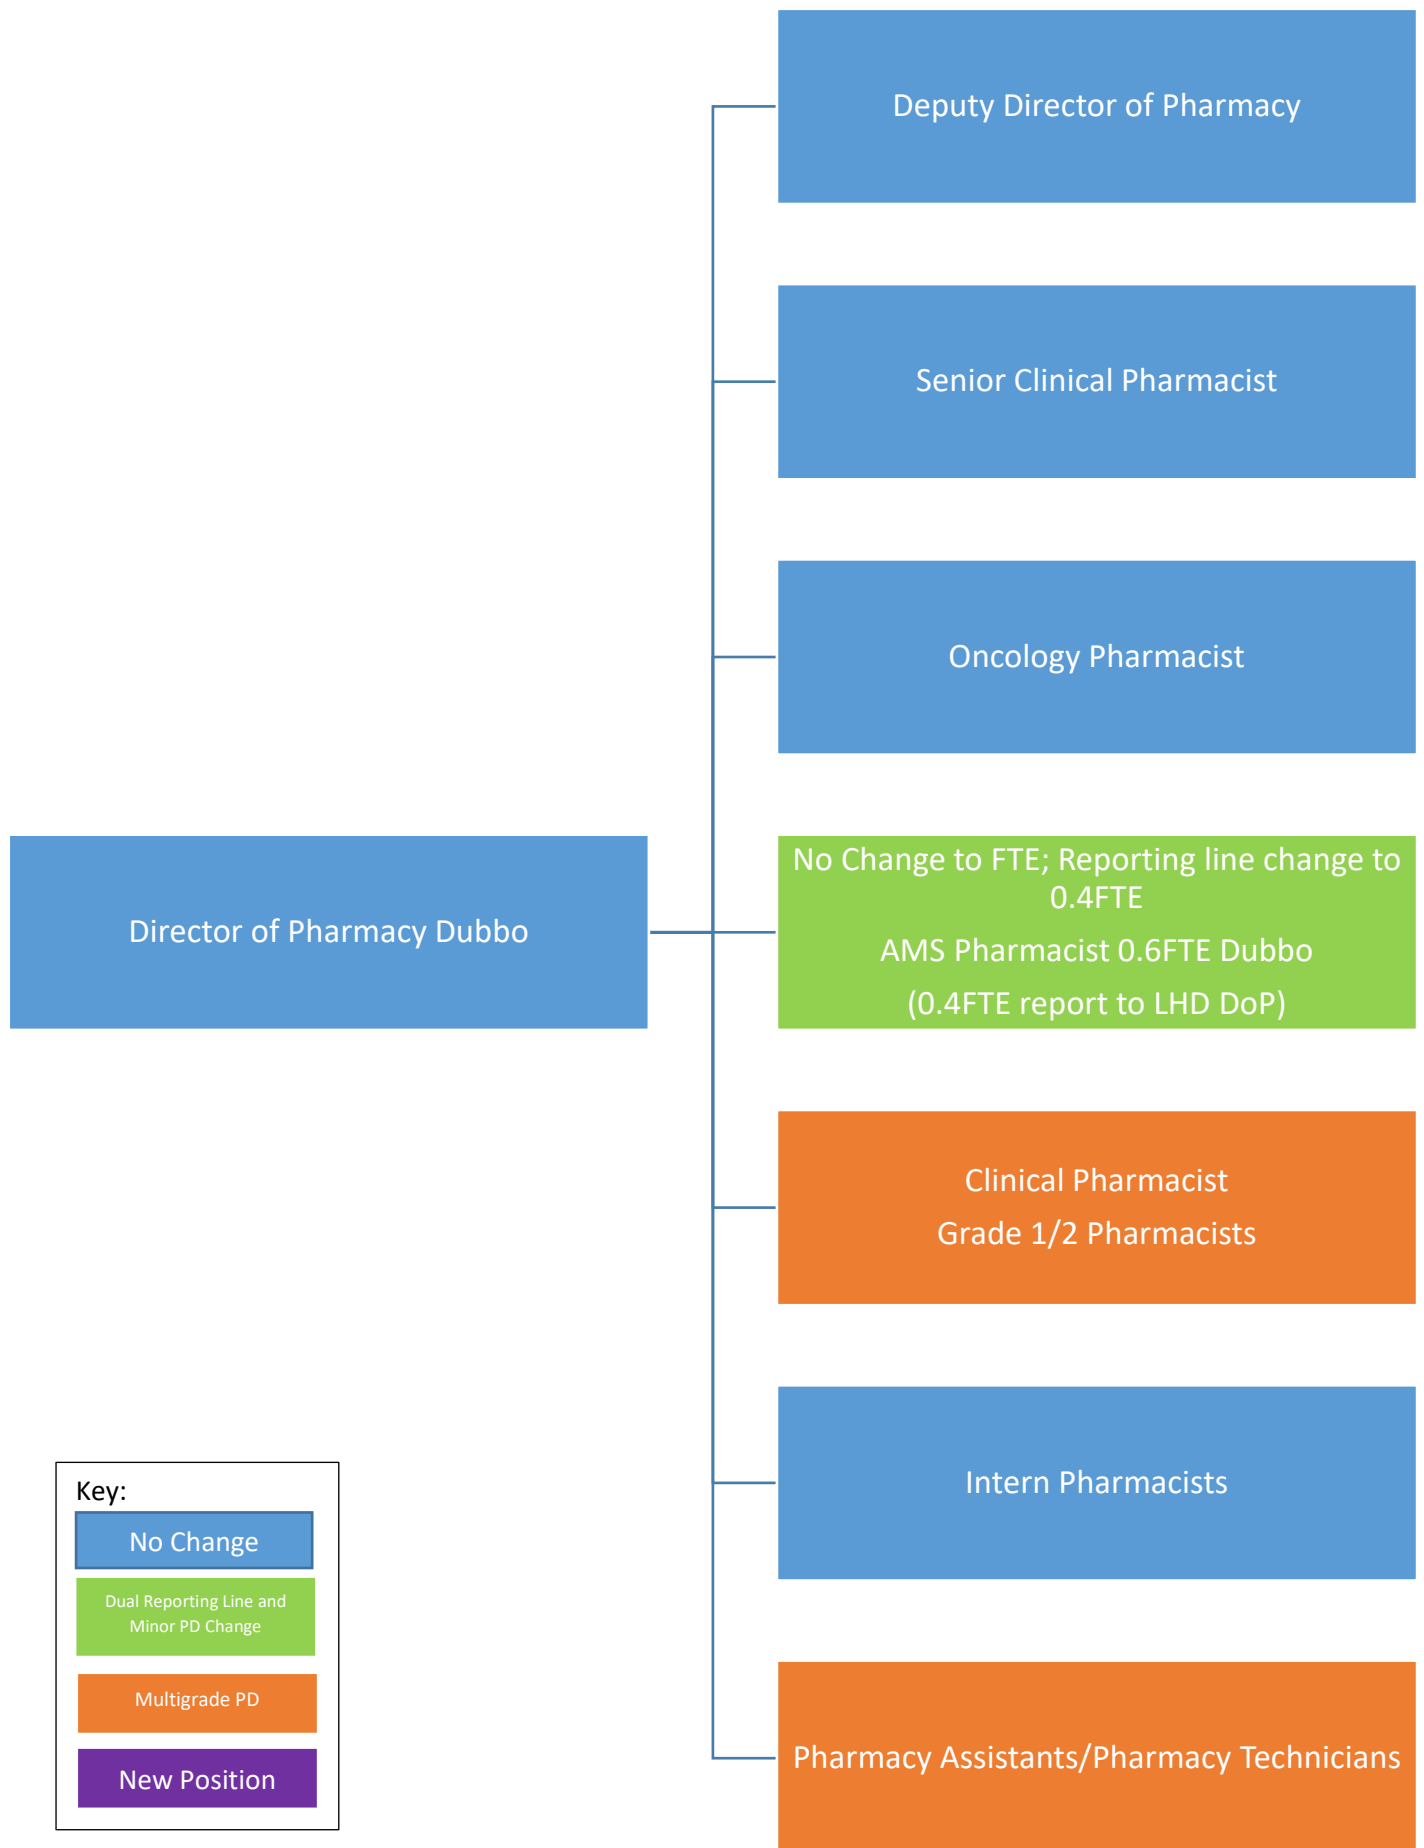 Deputy Director of Pharmacy
Senior Clinical Pharmacist
Oncology Pharmacist
Director of Pharmacy Dubbo
No Change to FTE; Reporting line change to
0.4FTE
AMS Pharmacist 0.6FTE Dubbo
(0.4FTE report to LHD DoP)
Clinical Pharmacist
Grade 1/2 Pharmacists
Intern Pharmacists
Pharmacy Assistants/Pharmacy Technicians
Key:
No Change
Dual Reporting Line and
Minor PD Change
Multigrade PD
New Position